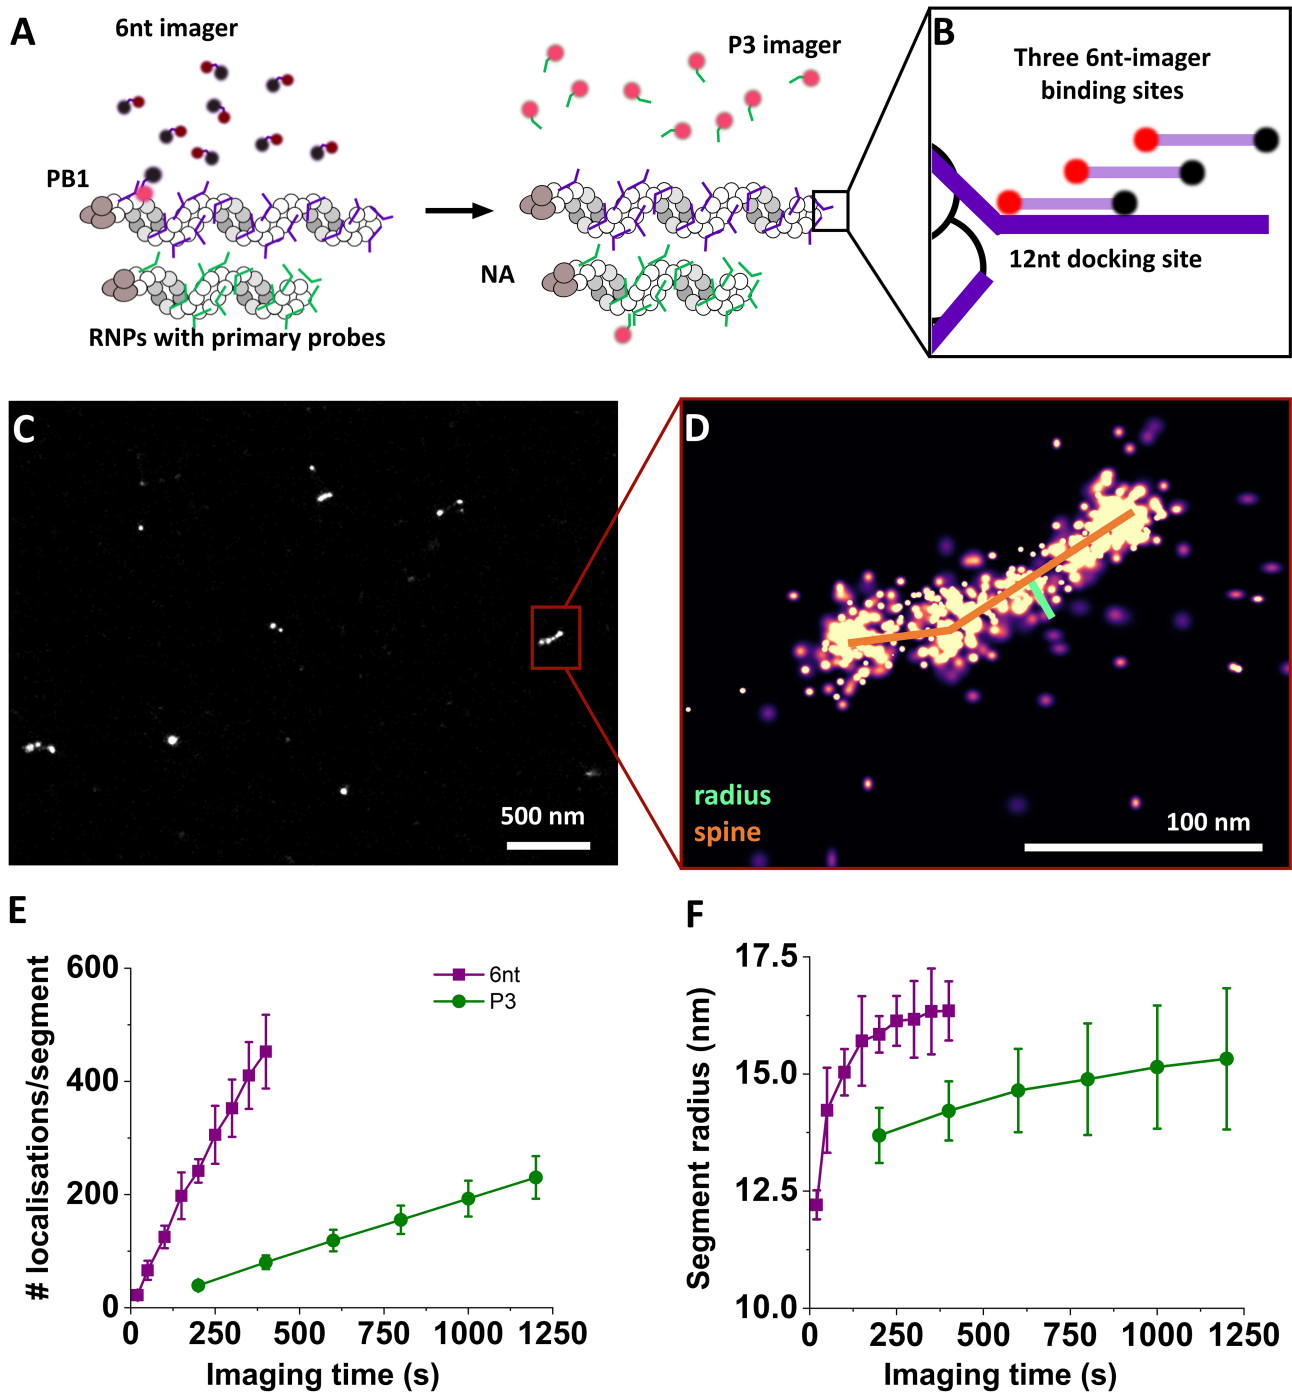 A
6nt imager
PB1
RNPs with primary probes
P3 imager
NA
B
Three 6nt-imager
binding sites
12nt docking site
C
500 nm
D
radius
spine
100 nm
E
# localisations/segment
600
400
200
0
6nt
P3
0 250 500 750 1000 1250
Imaging time (s)
F
Segment radius (nm)
17.5
15.0
12.5
10.0
0 250 500 750 1000 1250
Imaging time (s)